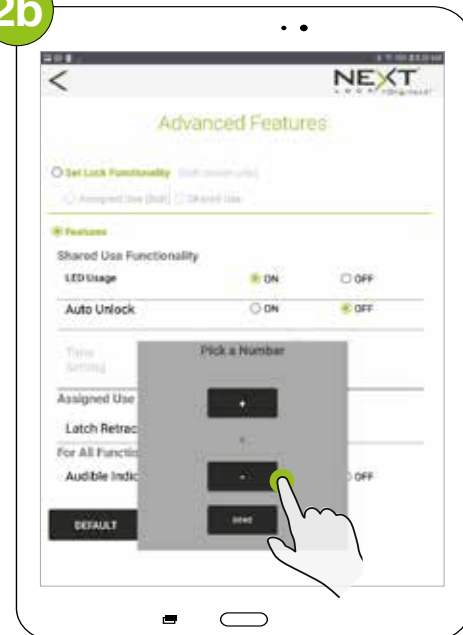 2b
NEXT
Advanced Features
Set Lock Functionality
Assigned Use (Bolt) Shared Use
Features
Shared Use Functionality
LED Usage ON OFF
Auto Unlock ON OFF
Time
Setting
Pick a Number
+
Assigned Use
Latch Retrac
-
For All Functio
Audible Indic OFF
DEFAULT
DONE